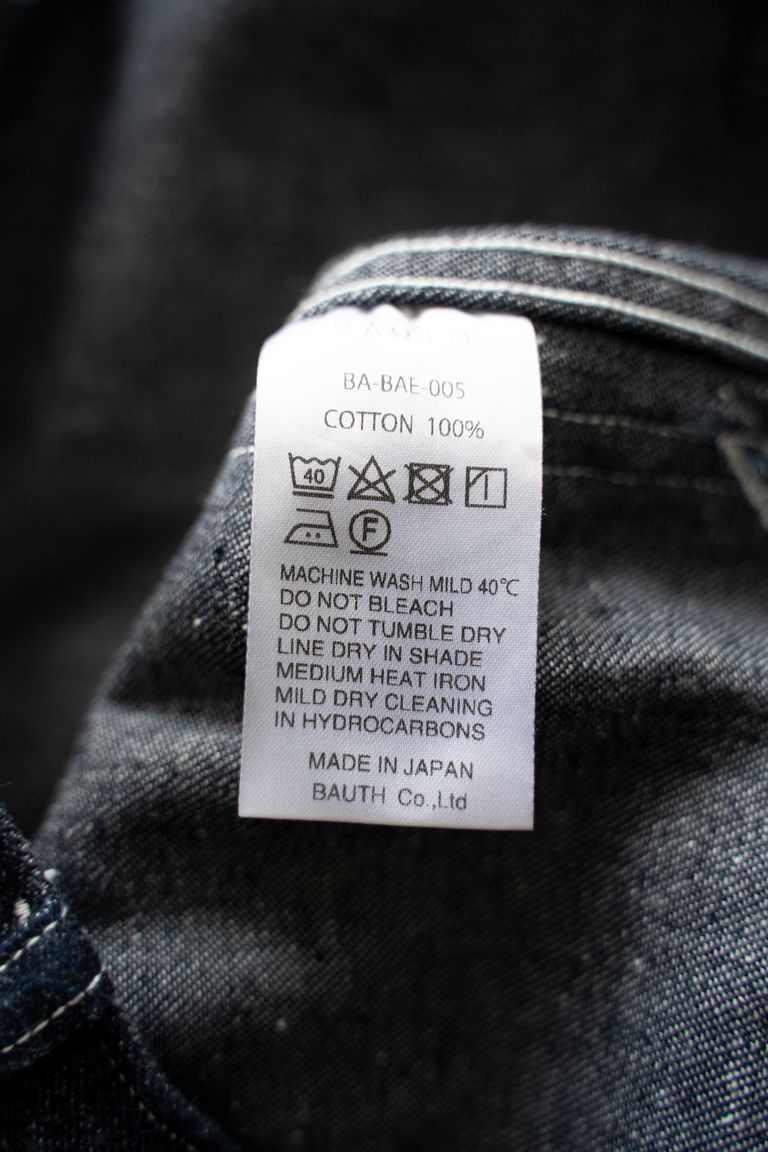 BAUTH
BA-BAE-005
COTTON 100%
40
F
MACHINE WASH MILD 40℃
DO NOT BLEACH
DO NOT TUMBLE DRY
LINE DRY IN SHADE
MEDIUM HEAT IRON
MILD DRY CLEANING
IN HYDROCARBONS
MADE IN JAPAN
BAUTH Co.,Ltd